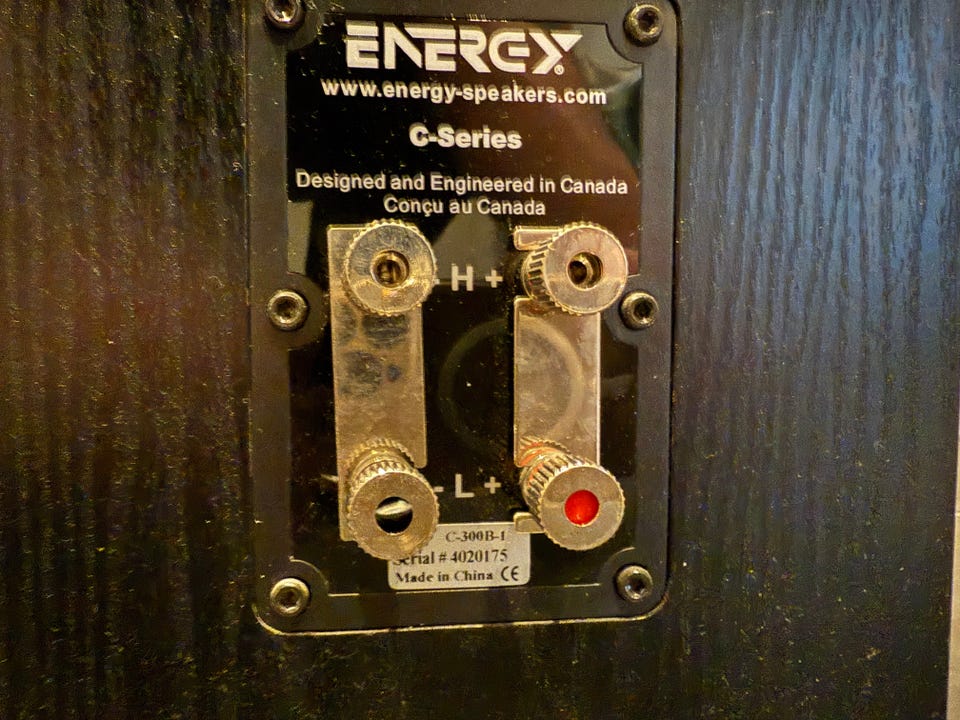 ENERGY®
www.energy-speakers.com
C-Series
Designed and Engineered in Canada
Conçu au Canada
- H +
- L +
C-300B-1
Serial # 4020175
Made in China CE